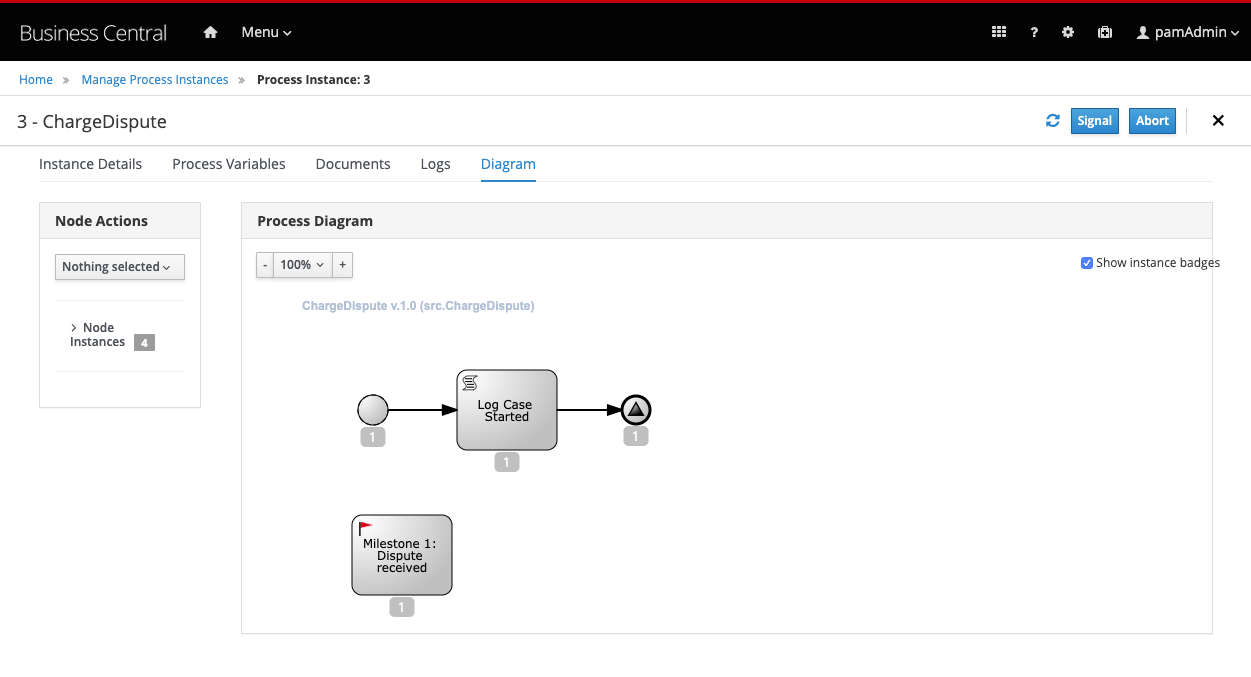 Business Central Menu ? pamAdmin
Home » Manage Process Instances » Process Instance: 3
3 - ChargeDispute Signal Abort
Instance Details Process Variables Documents Logs Diagram
Node Actions
Nothing selected
Node
Instances 4
Process Diagram
- 100% +
Show instance badges
ChargeDispute v.1.0 (src.ChargeDispute)
Log Case
Started
1
1
1
Milestone 1:
Dispute
received
1